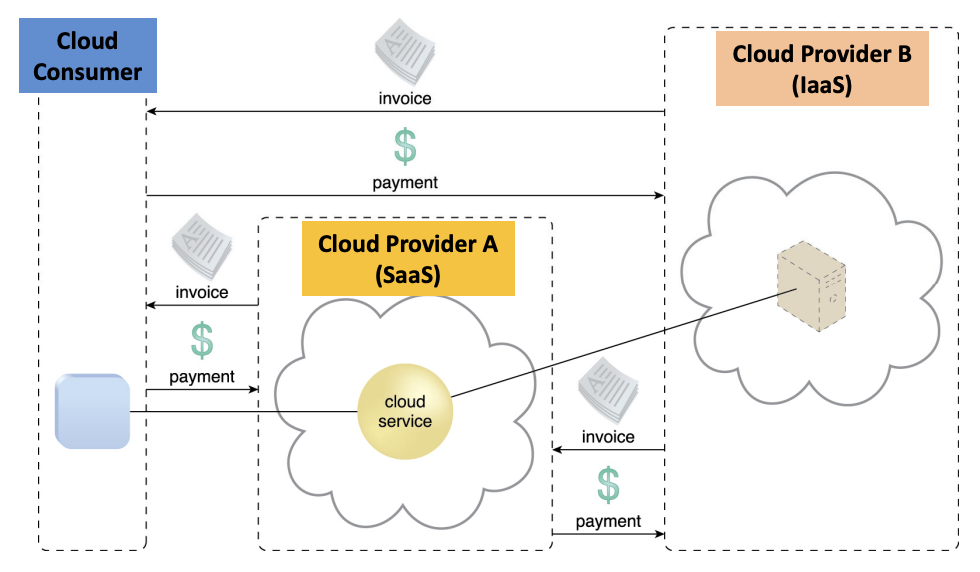 Cloud
Consumer
invoice
$
payment
Cloud Provider B
(IaaS)
invoice
$
payment
Cloud Provider A
(SaaS)
cloud
service
invoice
$
payment